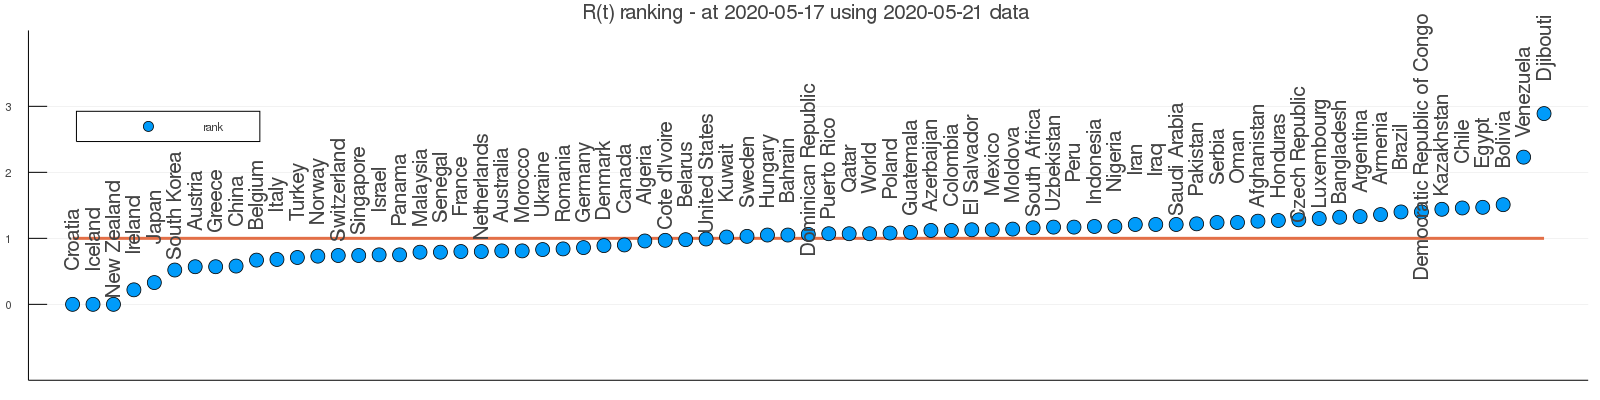 R(t) ranking - at 2020-05-17 using 2020-05-21 data
3
2
1
0
rank
Croatia
Iceland
New Zealand
Ireland
Japan
South Korea
Austria
Greece
China
Belgium
Italy
Turkey
Norway
Switzerland
Singapore
Israel
Panama
Malaysia
Senegal
France
Netherlands
Australia
Morocco
Ukraine
Romania
Germany
Denmark
Canada
Algeria
Cote d'Ivoire
Belarus
United States
Kuwait
Sweden
Hungary
Bahrain
Dominican Republic
Puerto Rico
Qatar
World
Poland
Guatemala
Azerbaijan
Colombia
El Salvador
Mexico
Moldova
South Africa
Uzbekistan
Peru
Indonesia
Nigeria
Iran
Iraq
Saudi Arabia
Pakistan
Serbia
Oman
Afghanistan
Honduras
Czech Republic
Luxembourg
Bangladesh
Argentina
Armenia
Brazil
Democratic Republic of Congo
Kazakhstan
Chile
Egypt
Bolivia
Venezuela
Djibouti